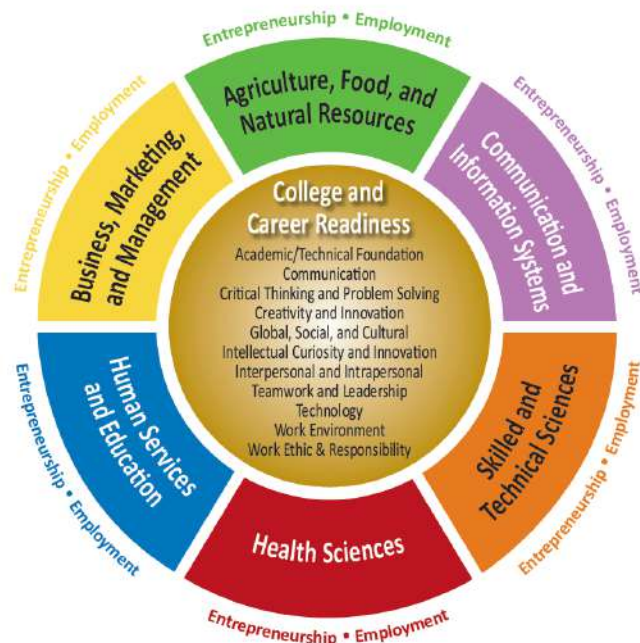 Entrepreneurship • Employment
Agriculture, Food, and
Natural Resources
Entrepreneurship • Employment
Communication and
Information Systems
Entrepreneurship • Employment
Skilled and
Technical Sciences
Entrepreneurship • Employment
Health Sciences
Entrepreneurship • Employment
Human Services
and Education
Entrepreneurship • Employment
Business, Marketing,
and Management
College and
Career Readiness
Academic/Technical Foundation
Communication
Critical Thinking and Problem Solving
Creativity and Innovation
Global, Social, and Cultural
Intellectual Curiosity and Innovation
Interpersonal and Intrapersonal
Teamwork and Leadership
Technology
Work Environment
Work Ethic & Responsibility